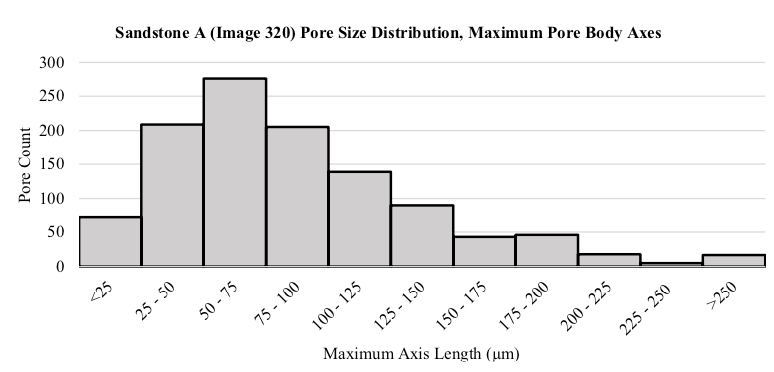 Sandstone A (Image 320) Pore Size Distribution, Maximum Pore Body Axes
300
250
200
150
100
50
0
Pore Count
<25
25 - 50
50 - 75
75 - 100
100 - 125
125 - 150
150 - 175
175 - 200
200 - 225
225 - 250
>250
Maximum Axis Length (μm)